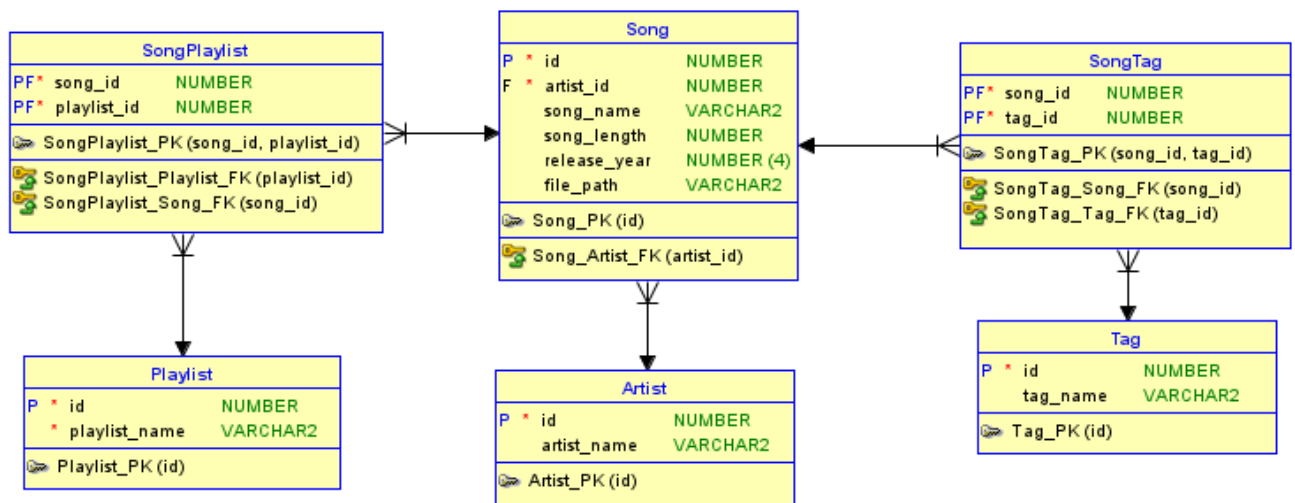 SongPlaylist
PF* song_id NUMBER
PF* playlist_id NUMBER
SongPlaylist_PK (song_id, playlist_id)
SongPlaylist_Playlist_FK (playlist_id)
SongPlaylist_Song_FK (song_id)
Song
P * id NUMBER
F * artist_id NUMBER
song_name VARCHAR2
song_length NUMBER
release_year NUMBER (4)
file_path VARCHAR2
Song_PK (id)
Song_Artist_FK (artist_id)
SongTag
PF* song_id NUMBER
PF* tag_id NUMBER
SongTag_PK (song_id, tag_id)
SongTag_Song_FK (song_id)
SongTag_Tag_FK (tag_id)
Playlist
P * id NUMBER
* playlist_name VARCHAR2
Playlist_PK (id)
Artist
P * id NUMBER
artist_name VARCHAR2
Artist_PK (id)
Tag
P * id NUMBER
tag_name VARCHAR2
Tag_PK (id)